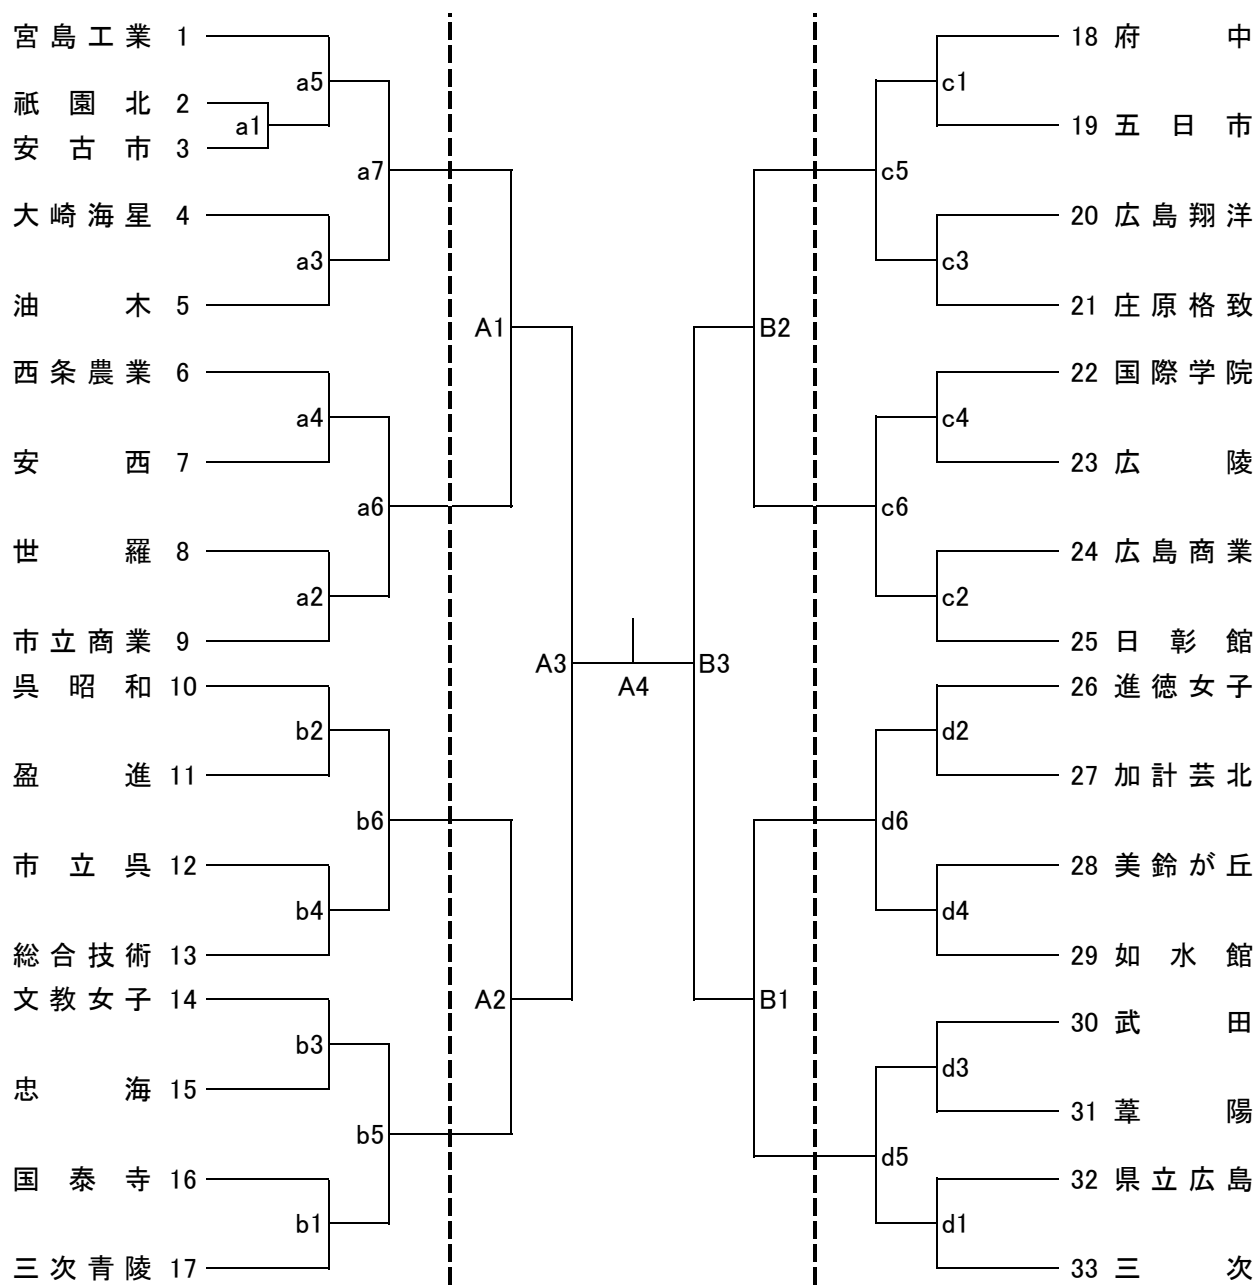 宮島工業 1
a5
祇園北 2
a1
安古市 3
a7
大崎海星 4
a3
油木 5
A1
西条農業 6
a4
安西 7
a6
世羅 8
a2
市立商業 9
A3
呉昭和 10
b2
盈進 11
b6
市立呉 12
b4
総合技術 13
A2
文教女子 14
b3
忠海 15
b5
国泰寺 16
b1
三次青陵 17
A4
18 府中
c1
19 五日市
c5
20 広島翔洋
c3
21 庄原格致
B2
22 国際学院
c4
23 広陵
c6
24 広島商業
c2
25 日彰館
B3
26 進徳女子
d2
27 加計芸北
d6
28 美鈴が丘
d4
29 如水館
B1
30 武田
d3
31 葦陽
d5
32 県立広島
d1
33 三次